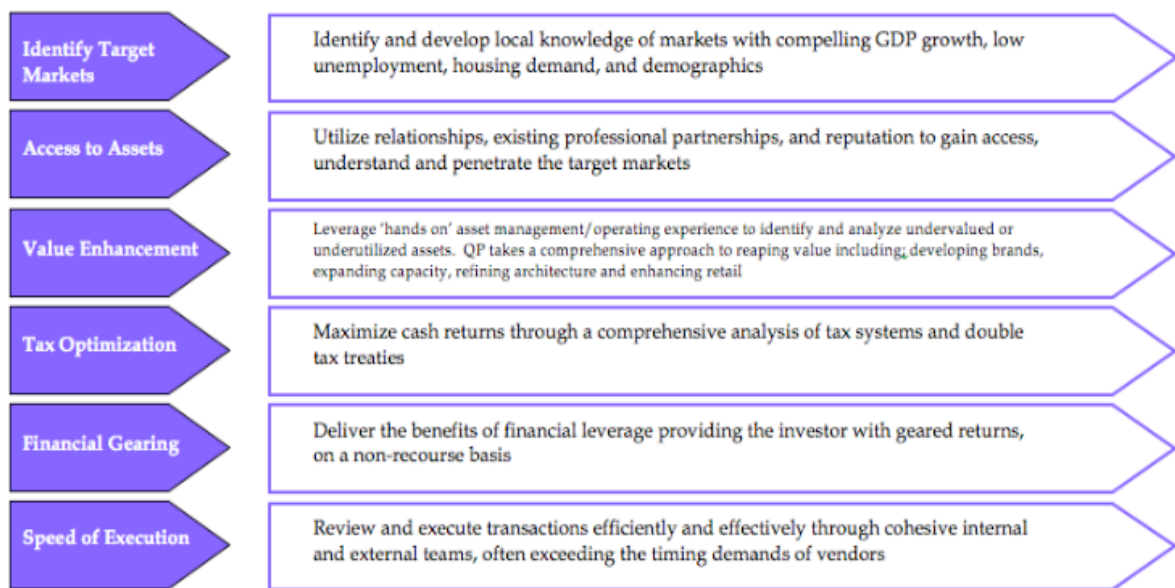 Identify Target
Markets
Identify and develop local knowledge of markets with compelling GDP growth, low
unemployment, housing demand, and demographics
Access to Assets
Utilize relationships, existing professional partnerships, and reputation to gain access,
understand and penetrate the target markets
Value Enhancement
Leverage ‘hands on’ asset management/operating experience to identify and analyze undervalued or
underutilized assets. QP takes a comprehensive approach to reaping value including; developing brands,
expanding capacity, refining architecture and enhancing retail
Tax Optimization
Maximize cash returns through a comprehensive analysis of tax systems and double
tax treaties
Financial Gearing
Deliver the benefits of financial leverage providing the investor with geared returns,
on a non-recourse basis
Speed of Execution
Review and execute transactions efficiently and effectively through cohesive internal
and external teams, often exceeding the timing demands of vendors